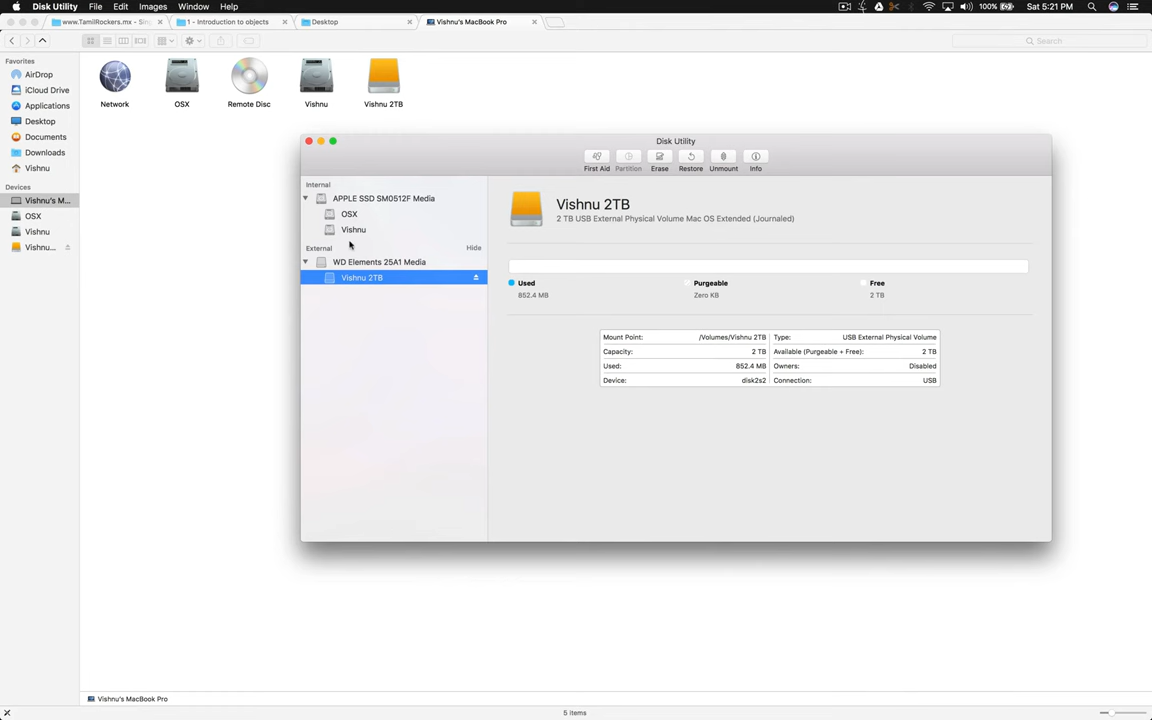 Disk Utility File Edit Images Window Help 100% Sat 5:21 PM
www.TamilRockers.mx - Sin 1 - Introduction to objects Desktop Vishnu's MacBook Pro
Search
Favorites
AirDrop
iCloud Drive
Applications
Desktop
Documents
Downloads
Vishnu
Devices
Vishnu's M...
OSX
Vishnu
Vishnu...
Network OSX Remote Disc Vishnu Vishnu 2TB
Disk Utility
First Aid Partition Erase Restore Unmount Info
Internal
APPLE SSD SM0512F Media
OSX
Vishnu
External Hide
WD Elements 25A1 Media
Vishnu 2TB
Vishnu 2TB
2 TB USB External Physical Volume Mac OS Extended (Journaled)
Used Purgeable Free
852.4 MB Zero KB 2 TB
Mount Point: /Volumes/Vishnu 2TB Type: USB External Physical Volume
Capacity: 2 TB Available (Purgeable + Free): 2 TB
Used: 852.4 MB Owners: Disabled
Device: disk2s2 Connection: USB
Vishnu's MacBook Pro
5 items